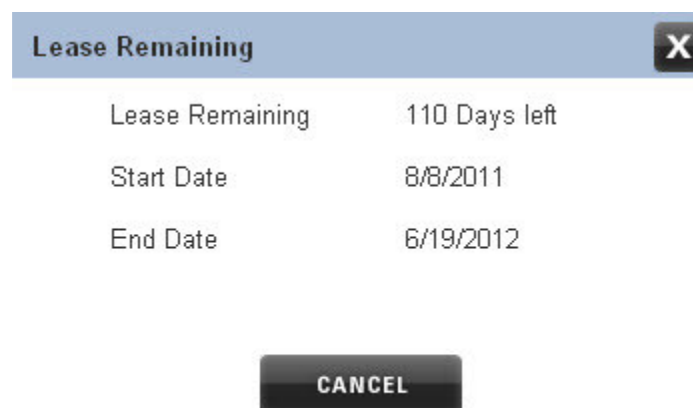 Lease Remaining X
Lease Remaining 110 Days left
Start Date 8/8/2011
End Date 6/19/2012
CANCEL